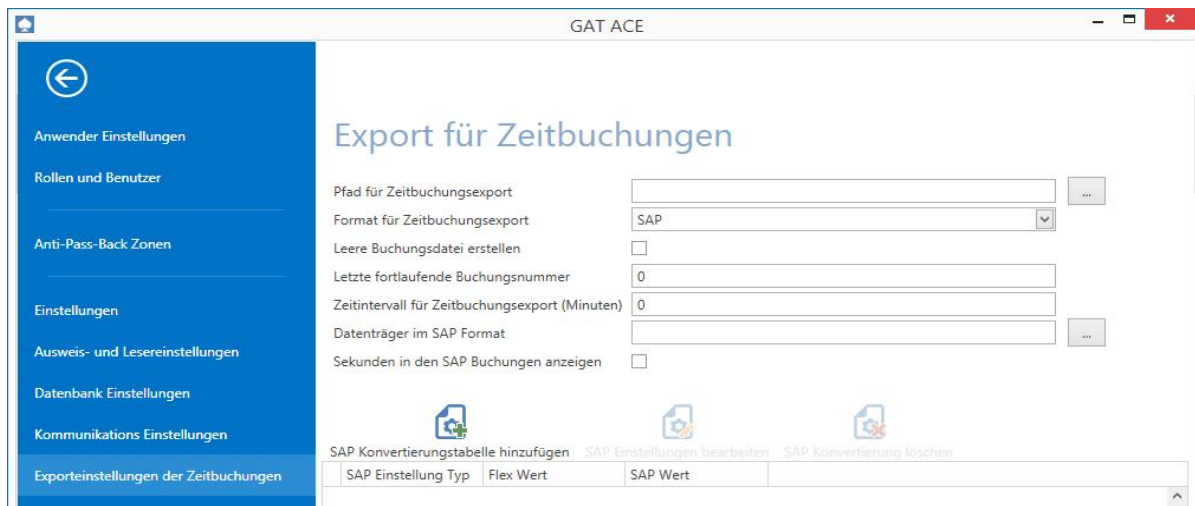 GAT ACE
Anwender Einstellungen
Rollen und Benutzer
Anti-Pass-Back Zonen
Einstellungen
Ausweis- und Lesereinstellungen
Datenbank Einstellungen
Kommunikations Einstellungen
Exporteinstellungen der Zeitbuchungen
Export für Zeitbuchungen
Pfad für Zeitbuchungsexport ...
Format für Zeitbuchungsexport SAP
Leere Buchungsdatei erstellen
Letzte fortlaufende Buchungsnummer 0
Zeitintervall für Zeitbuchungsexport (Minuten) 0
Datenträger im SAP Format ...
Sekunden in den SAP Buchungen anzeigen
SAP Konvertierungstabelle hinzufügen SAP Einstellungen bearbeiten SAP Konvertierung löschen
SAP Einstellung Typ Flex Wert SAP Wert